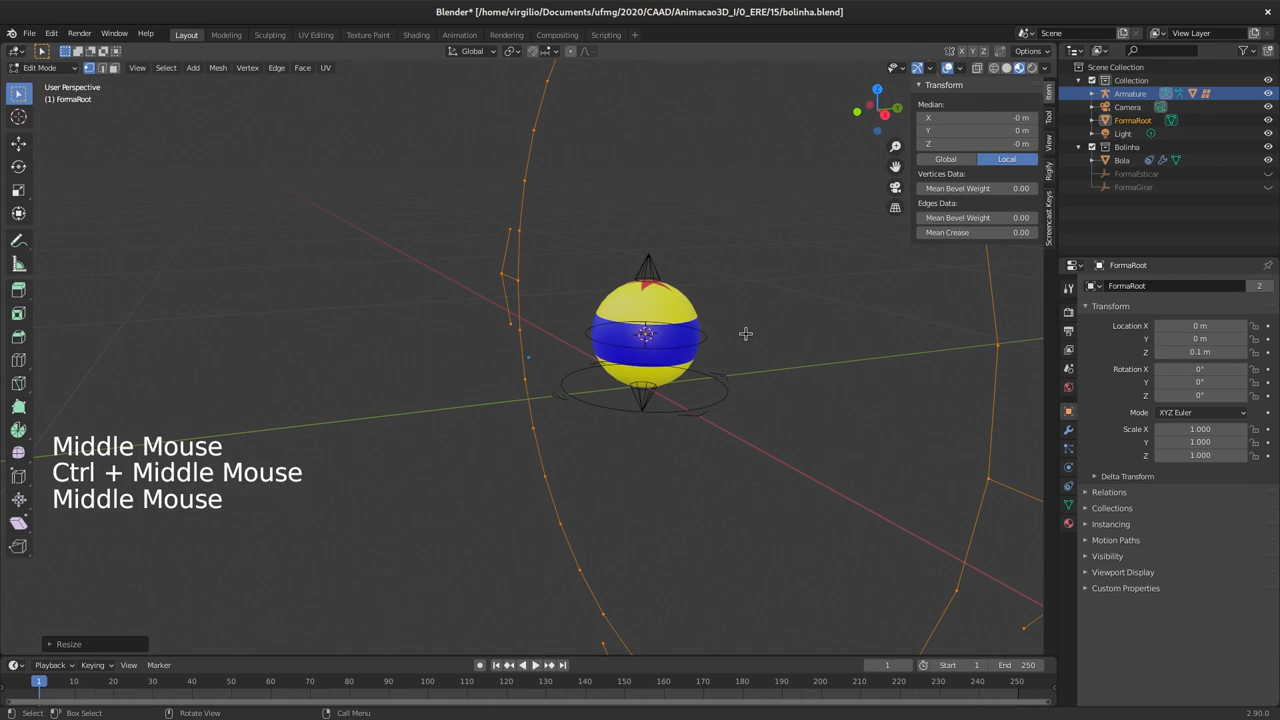 Blender* [/home/virgilio/Documents/ufmg/2020/CAAD/Animacao3D_I/0_ERE/15/bolinha.blend]
File Edit Render Window Help Layout Modeling Sculpting UV Editing Texture Paint Shading Animation Rendering Compositing Scripting + Scene View Layer
Global X Y Z Options
Edit Mode View Select Add Mesh Vertex Edge Face UV
User Perspective
(1) FormaRoot
Transform
Median:
X -0 m
Y 0 m
Z -0 m
Global Local
Vertices Data:
Mean Bevel Weight 0.00
Edges Data:
Mean Bevel Weight 0.00
Mean Crease 0.00
Item
Tool
View
Rigify
Screencast Keys
Z
Y
X
Scene Collection
Collection
Armature
Camera
FormaRoot
Light
Bolinha
Bola
FormaEsticar
FormaGirar
FormaRoot
FormaRoot 2
Transform
Location X 0 m
Y 0 m
Z 0.1 m
Rotation X 0°
Y 0°
Z 0°
Mode XYZ Euler
Scale X 1.000
Y 1.000
Z 1.000
Delta Transform
Relations
Collections
Instancing
Motion Paths
Visibility
Viewport Display
Custom Properties
Middle Mouse
Ctrl + Middle Mouse
Middle Mouse
Resize
Playback Keying View Marker 1 Start 1 End 250
1 10 20 30 40 50 60 70 80 90 100 110 120 130 140 150 160 170 180 190 200 210 220 230 240 250
Select Box Select Rotate View Call Menu 2.90.0